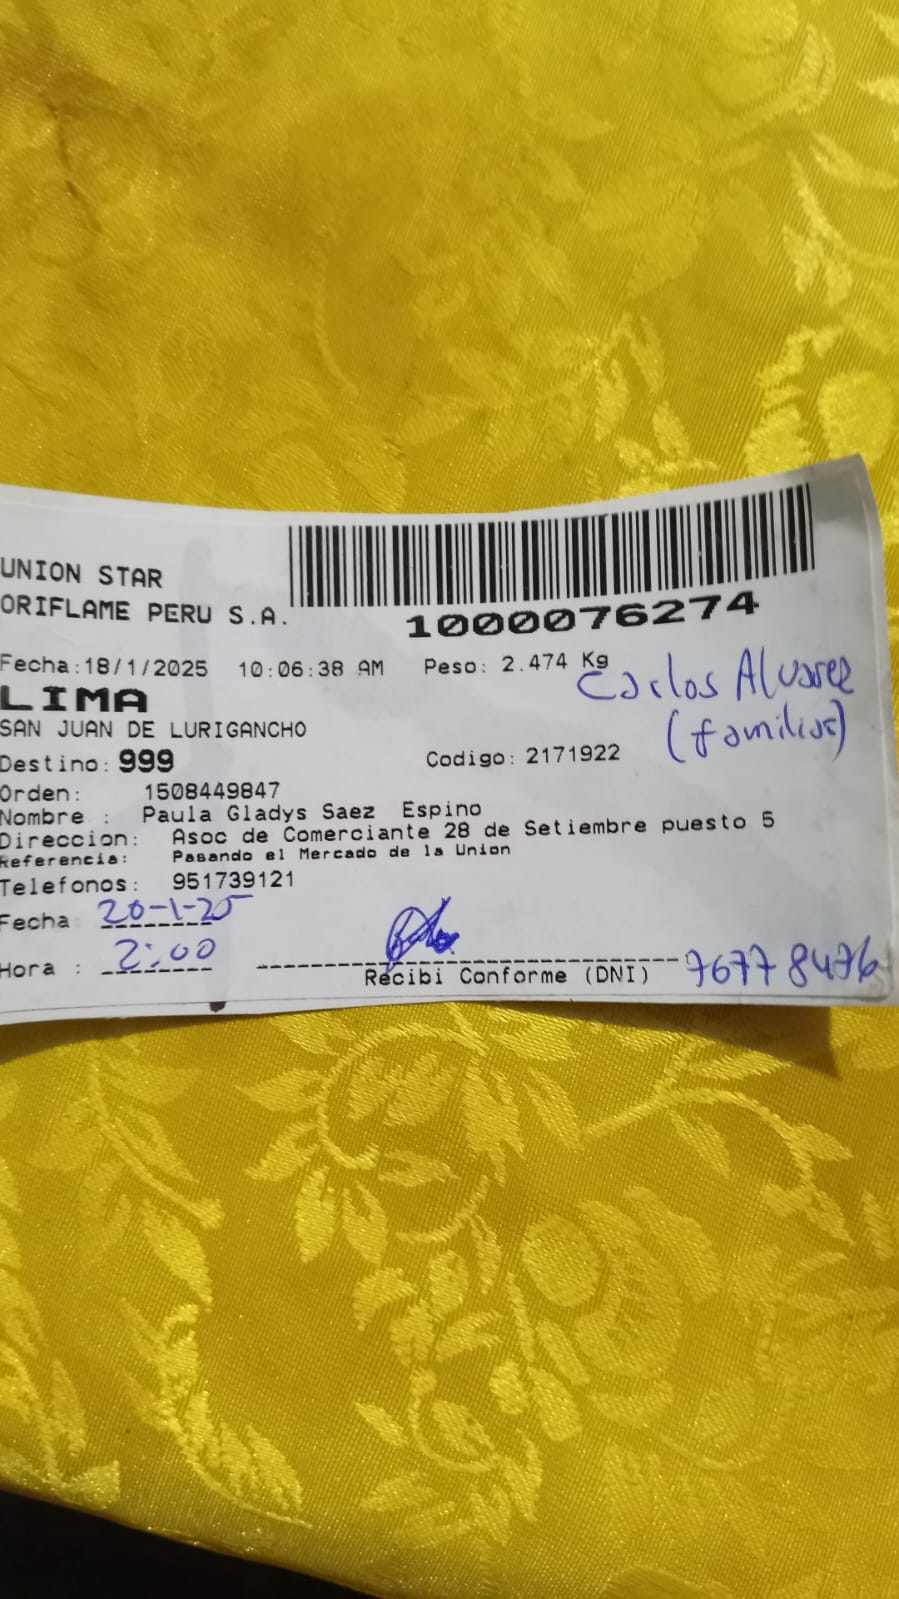 UNION STAR
ORIFLAME PERU S.A.
1000076274
Fecha:18/1/2025 10:06:38 AM Peso: 2.474 Kg
Carlos Alvarez
(familiar)
LIMA
SAN JUAN DE LURIGANCHO
Destino: 999 Codigo: 2171922
Orden: 1508449847
Nombre : Paula Gladys Saez Espino
Direccion: Asoc de Comerciante 28 de Setiembre puesto 5
Referencia: Pasando el Mercado de la Union
Telefonos: 951739121
Fecha 20-1-25
Hora : 2:00
Recibi Conforme (DNI) 76778476